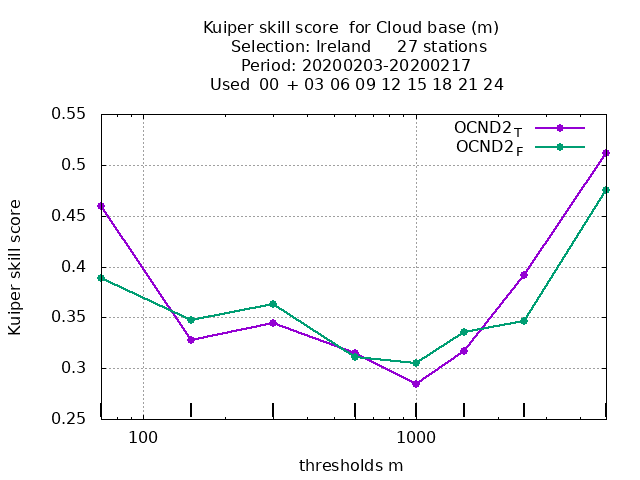 Kuiper skill score  for Cloud base (m)
Selection: Ireland     27 stations
Period: 20200203-20200217
Used  00 + 03 06 09 12 15 18 21 24
OCND2_T
OCND2_F
0.55
0.5
0.45
0.4
0.35
0.3
0.25
Kuiper skill score
100
1000
thresholds m